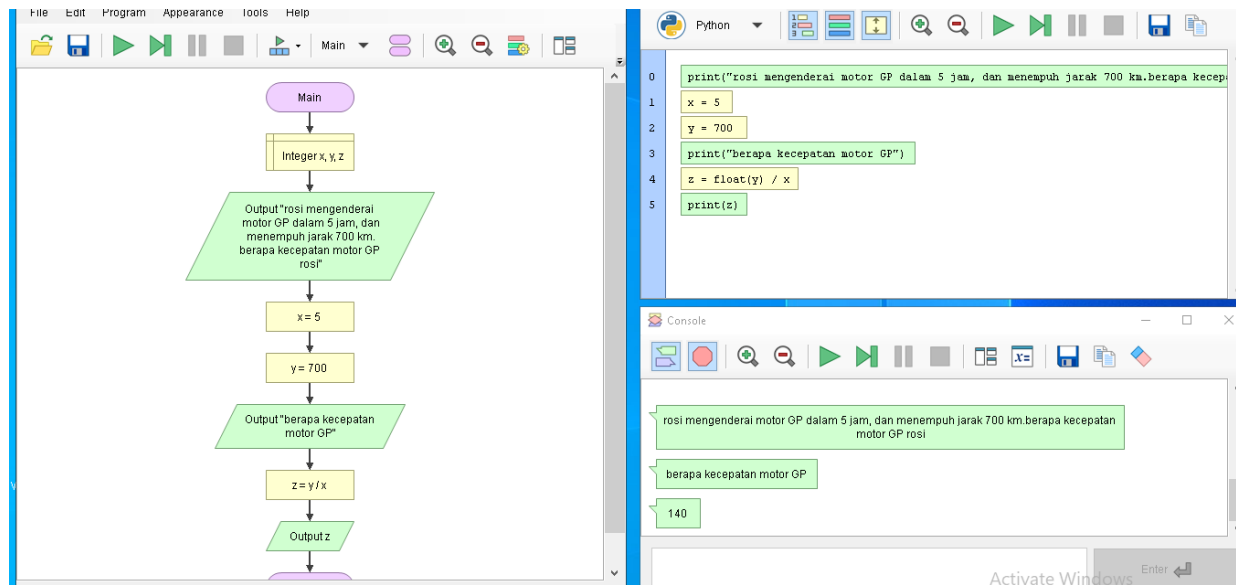 File Edit Program Appearance Tools Help
Main
Main
Integer x, y, z
Output "rosi mengenderai
motor GP dalam 5 jam, dan
menempuh jarak 700 km.
berapa kecepatan motor GP
rosi"
x = 5
y = 700
Output "berapa kecepatan
motor GP"
z = y / x
Output z
Python
0 print("rosi mengenderai motor GP dalam 5 jam, dan menempuh jarak 700 km.berapa kecep
1 x = 5
2 y = 700
3 print("berapa kecepatan motor GP")
4 z = float(y) / x
5 print(z)
Console
x=
rosi mengenderai motor GP dalam 5 jam, dan menempuh jarak 700 km.berapa kecepatan
motor GP rosi
berapa kecepatan motor GP
140
Enter
Activate Windows